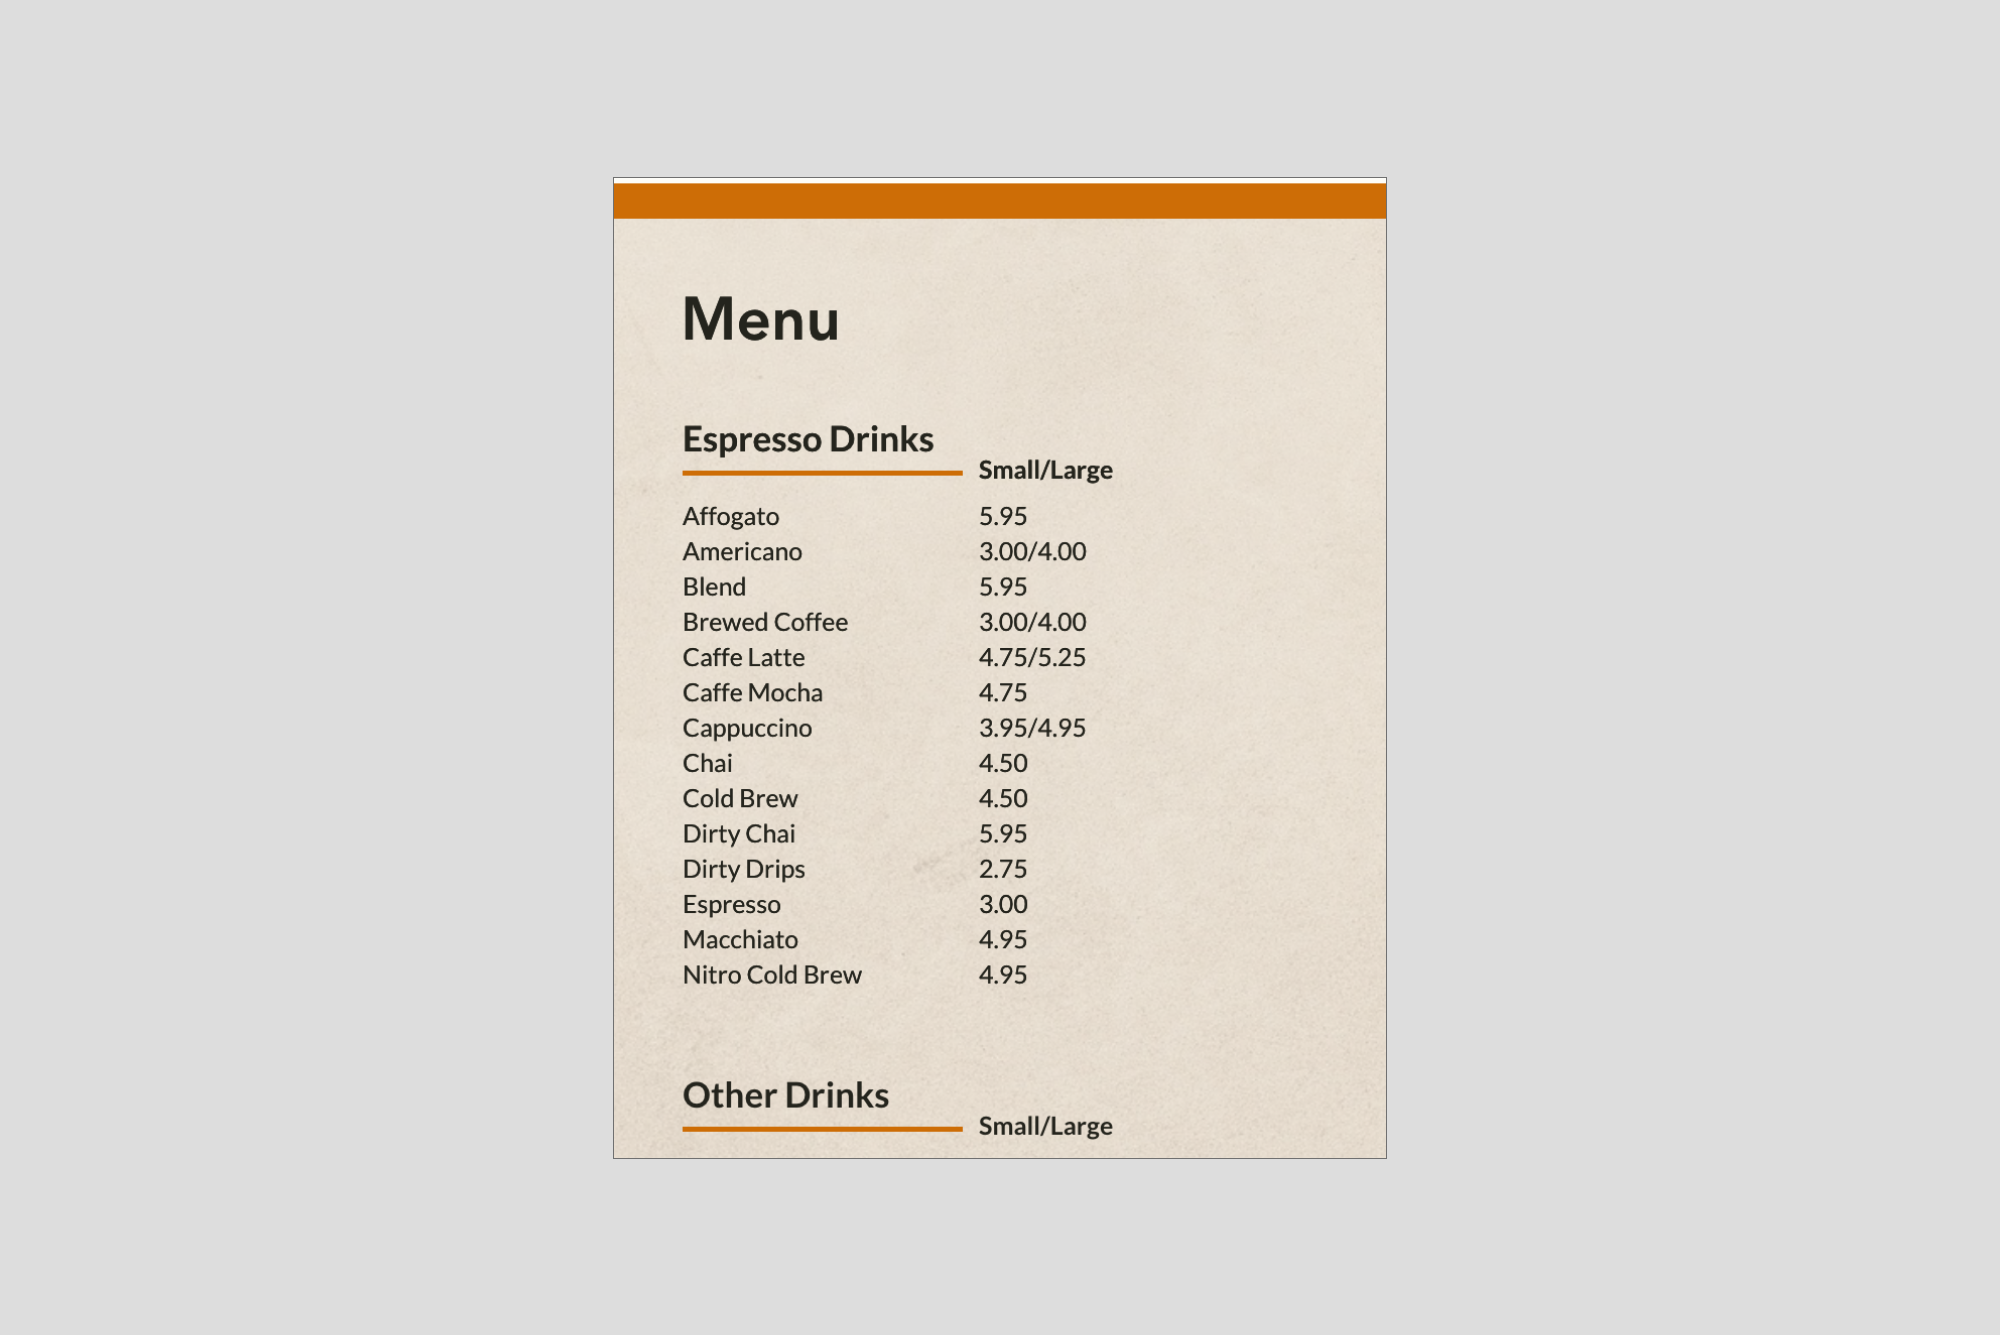 Menu
Espresso Drinks
Small/Large
Affogato 5.95
Americano 3.00/4.00
Blend 5.95
Brewed Coffee 3.00/4.00
Caffe Latte 4.75/5.25
Caffe Mocha 4.75
Cappuccino 3.95/4.95
Chai 4.50
Cold Brew 4.50
Dirty Chai 5.95
Dirty Drips 2.75
Espresso 3.00
Macchiato 4.95
Nitro Cold Brew 4.95
Other Drinks
Small/Large